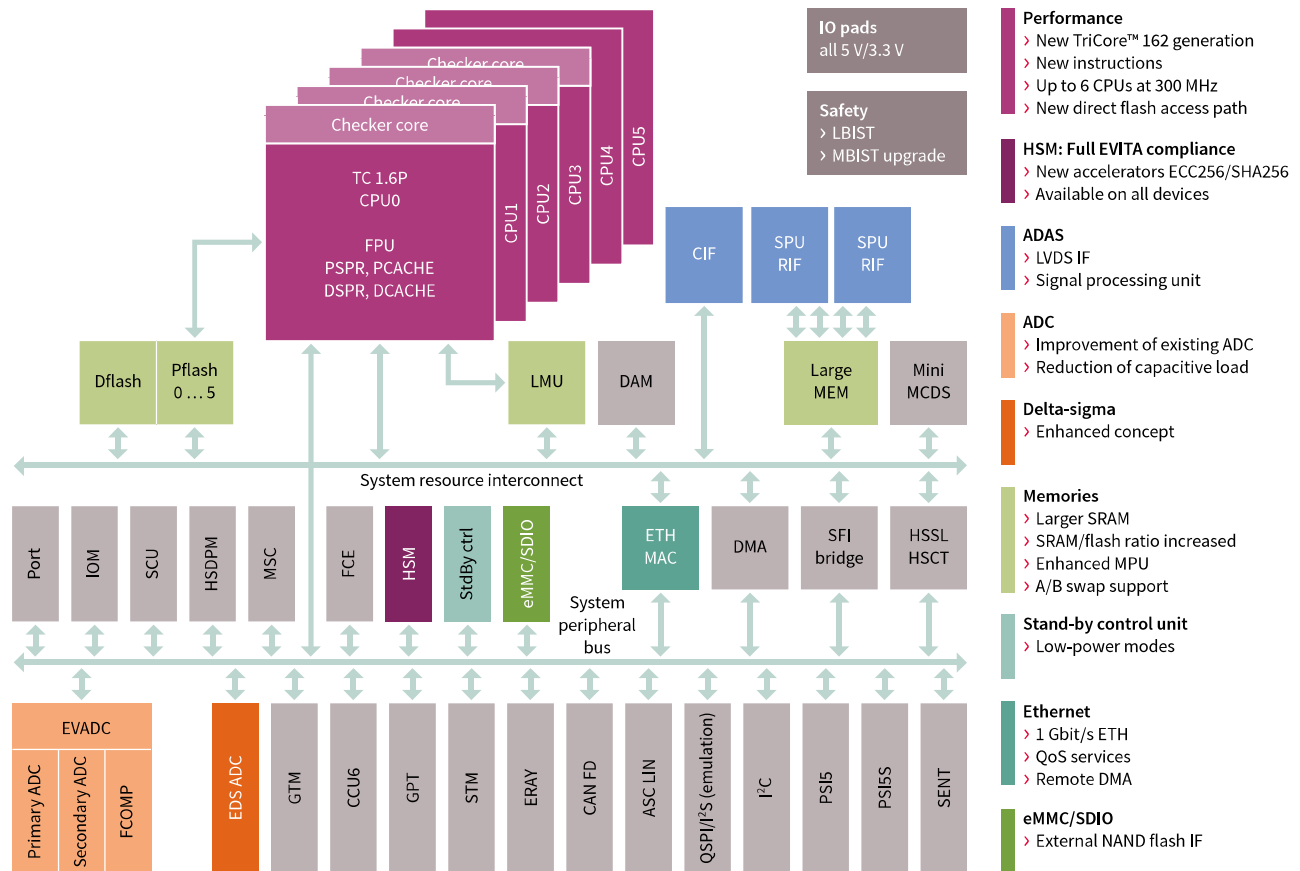 IO pads
all 5 V/3.3 V
Safety
› LBIST
› MBIST upgrade
Checker core
Checker core
Checker core
Checker core
TC 1.6P
CPU0
FPU
PSPR, PCACHE
DSPR, DCACHE
CPU1
CPU2
CPU3
CPU4
CPU5
CIF
SPU
RIF
SPU
RIF
Dflash
Pflash
0 … 5
LMU
DAM
Large
MEM
Mini
MCDS
System resource interconnect
Port
IOM
SCU
HSDPM
MSC
FCE
HSM
StdBy ctrl
eMMC/SDIO
ETH
MAC
DMA
SFI
bridge
HSSL
HSCT
System
peripheral
bus
EVADC
Primary ADC
Secondary ADC
FCOMP
EDS ADC
GTM
CCU6
GPT
STM
ERAY
CAN FD
ASC LIN
QSPI/I²S (emulation)
I²C
PSI5
PSI5S
SENT
Performance
› New TriCore™ 162 generation
› New instructions
› Up to 6 CPUs at 300 MHz
› New direct flash access path
HSM: Full EVITA compliance
› New accelerators ECC256/SHA256
› Available on all devices
ADAS
› LVDS IF
› Signal processing unit
ADC
› Improvement of existing ADC
› Reduction of capacitive load
Delta-sigma
› Enhanced concept
Memories
› Larger SRAM
› SRAM/flash ratio increased
› Enhanced MPU
› A/B swap support
Stand-by control unit
› Low-power modes
Ethernet
› 1 Gbit/s ETH
› QoS services
› Remote DMA
eMMC/SDIO
› External NAND flash IF